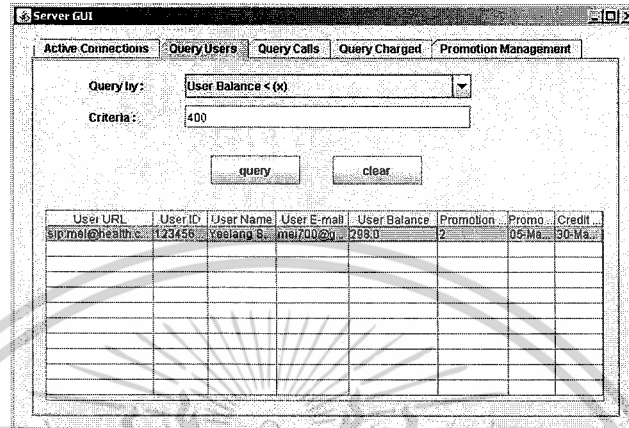 Server GUI
Active Connections Query Users Query Calls Query Charged Promotion Management
Query by : User Balance < (x)
Criteria : 400
query clear
User URL User ID User Name User E-mail User Balance Promotion ... Promo... Credit ...
sip:mei@health.c... 123456... Yeelang S... mei700@g... 298.0 2 05-Ma... 30-Ma...